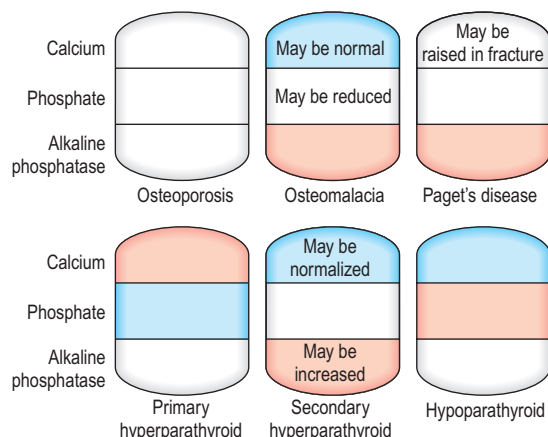 Calcium
Phosphate
Alkaline
phosphatase
May be normal
May be reduced
May be
raised in fracture
Osteoporosis
Osteomalacia
Paget's disease
Calcium
Phosphate
Alkaline
phosphatase
May be
normalized
May be
increased
Primary
hyperparathyroid
Secondary
hyperparathyroid
Hypoparathyroid